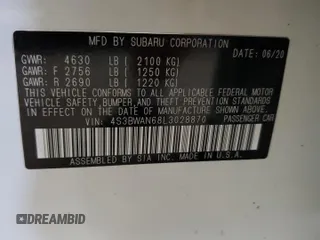 MFD BY SUBARU CORPORATION
GVWR: 4630 LB ( 2100 KG) 06/20
GAWR: F 2756 LB ( 1250 KG)
GAWR: R 2690 LB ( 1220 KG)
THIS VEHICLE CONFORMS TO ALL APPLICABLE FEDERAL MOTOR
VEHICLE SAFETY,BUMPER,AND THEFT PREVENTION STANDARDS
IN EFFECT ON THE DATE OF MANUFACTURE SHOWN ABOVE.
VIN: 4S3BWAN68L3028870 PASSENGER CAR
ASSEMBLED BY SIA INC. MADE IN U.S.A.